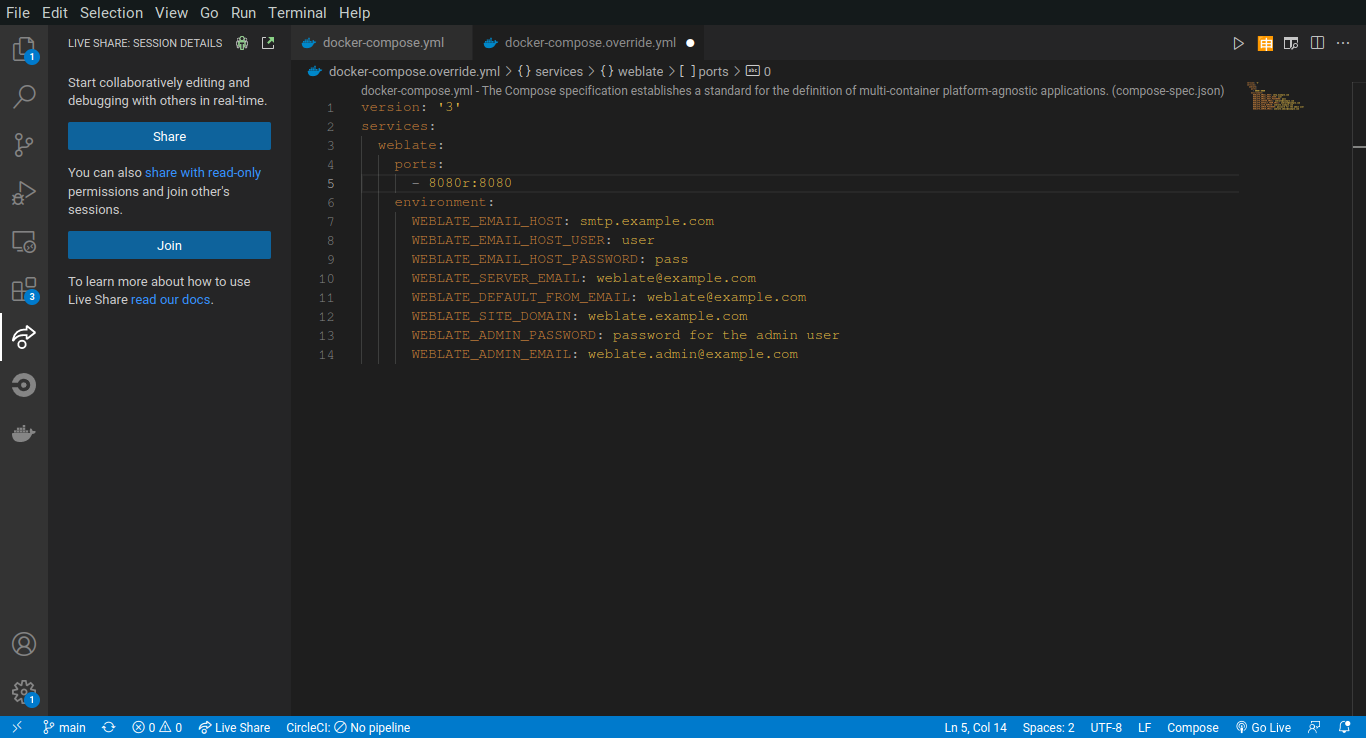 File Edit Selection View Go Run Terminal Help
LIVE SHARE: SESSION DETAILS
docker-compose.yml
docker-compose.override.yml
docker-compose.override.yml > {} services > {} weblate > [ ] ports > abc 0
1
3
1
Start collaboratively editing and
debugging with others in real-time.
Share
You can also share with read-only
permissions and join other's
sessions.
Join
To learn more about how to use
Live Share read our docs.
docker-compose.yml - The Compose specification establishes a standard for the definition of multi-container platform-agnostic applications. (compose-spec.json)
1 version: '3'
2 services:
3 weblate:
4 ports:
5 - 8080r:8080
6 environment:
7 WEBLATE_EMAIL_HOST: smtp.example.com
8 WEBLATE_EMAIL_HOST_USER: user
9 WEBLATE_EMAIL_HOST_PASSWORD: pass
10 WEBLATE_SERVER_EMAIL: weblate@example.com
11 WEBLATE_DEFAULT_FROM_EMAIL: weblate@example.com
12 WEBLATE_SITE_DOMAIN: weblate.example.com
13 WEBLATE_ADMIN_PASSWORD: password for the admin user
14 WEBLATE_ADMIN_EMAIL: weblate.admin@example.com
main 0 0 Live Share CircleCI: No pipeline Ln 5, Col 14 Spaces: 2 UTF-8 LF Compose Go Live